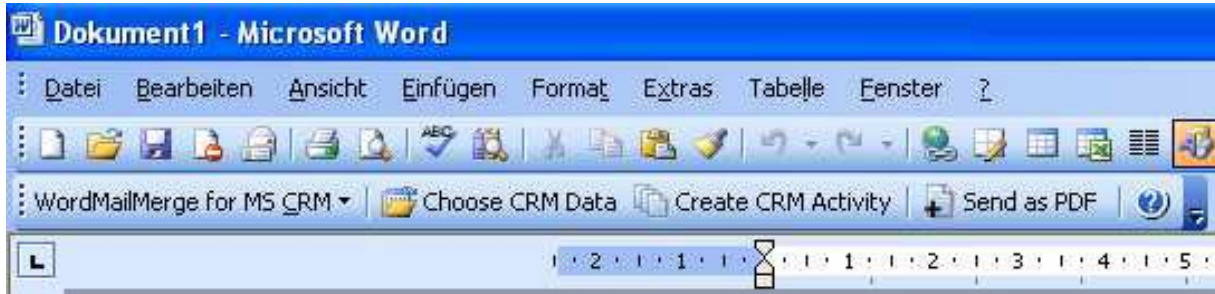 Dokument1 - Microsoft Word
Datei Bearbeiten Ansicht Einfügen Format Extras Tabelle Fenster ?
ABC
WordMailMerge for MS CRM Choose CRM Data Create CRM Activity Send as PDF ?
L 2 1 1 2 3 4 5